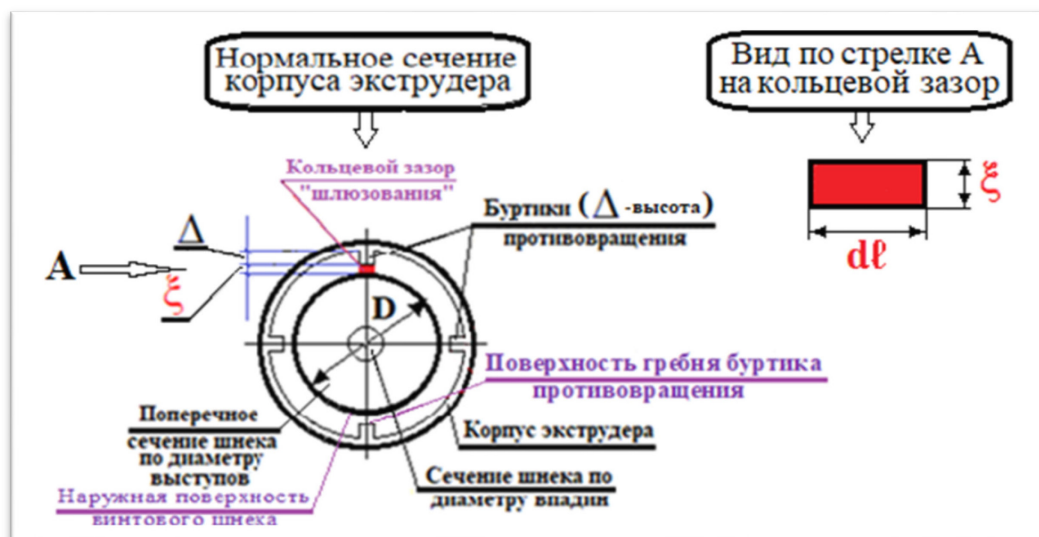 Нормальное сечение
корпуса экструдера
Вид по стрелке А
на кольцевой зазор
Кольцевой зазор
"шлюзования"
Буртики (Δ-высота)
противовращения
Δ
А
ξ
D
ξ
dℓ
Поверхность гребня буртика
противовращения
Поперечное
сечение шнека
по диаметру
выступов
Корпус экструдера
Сечение шнека по
диаметру впадин
Наружная поверхность
винтового шнека